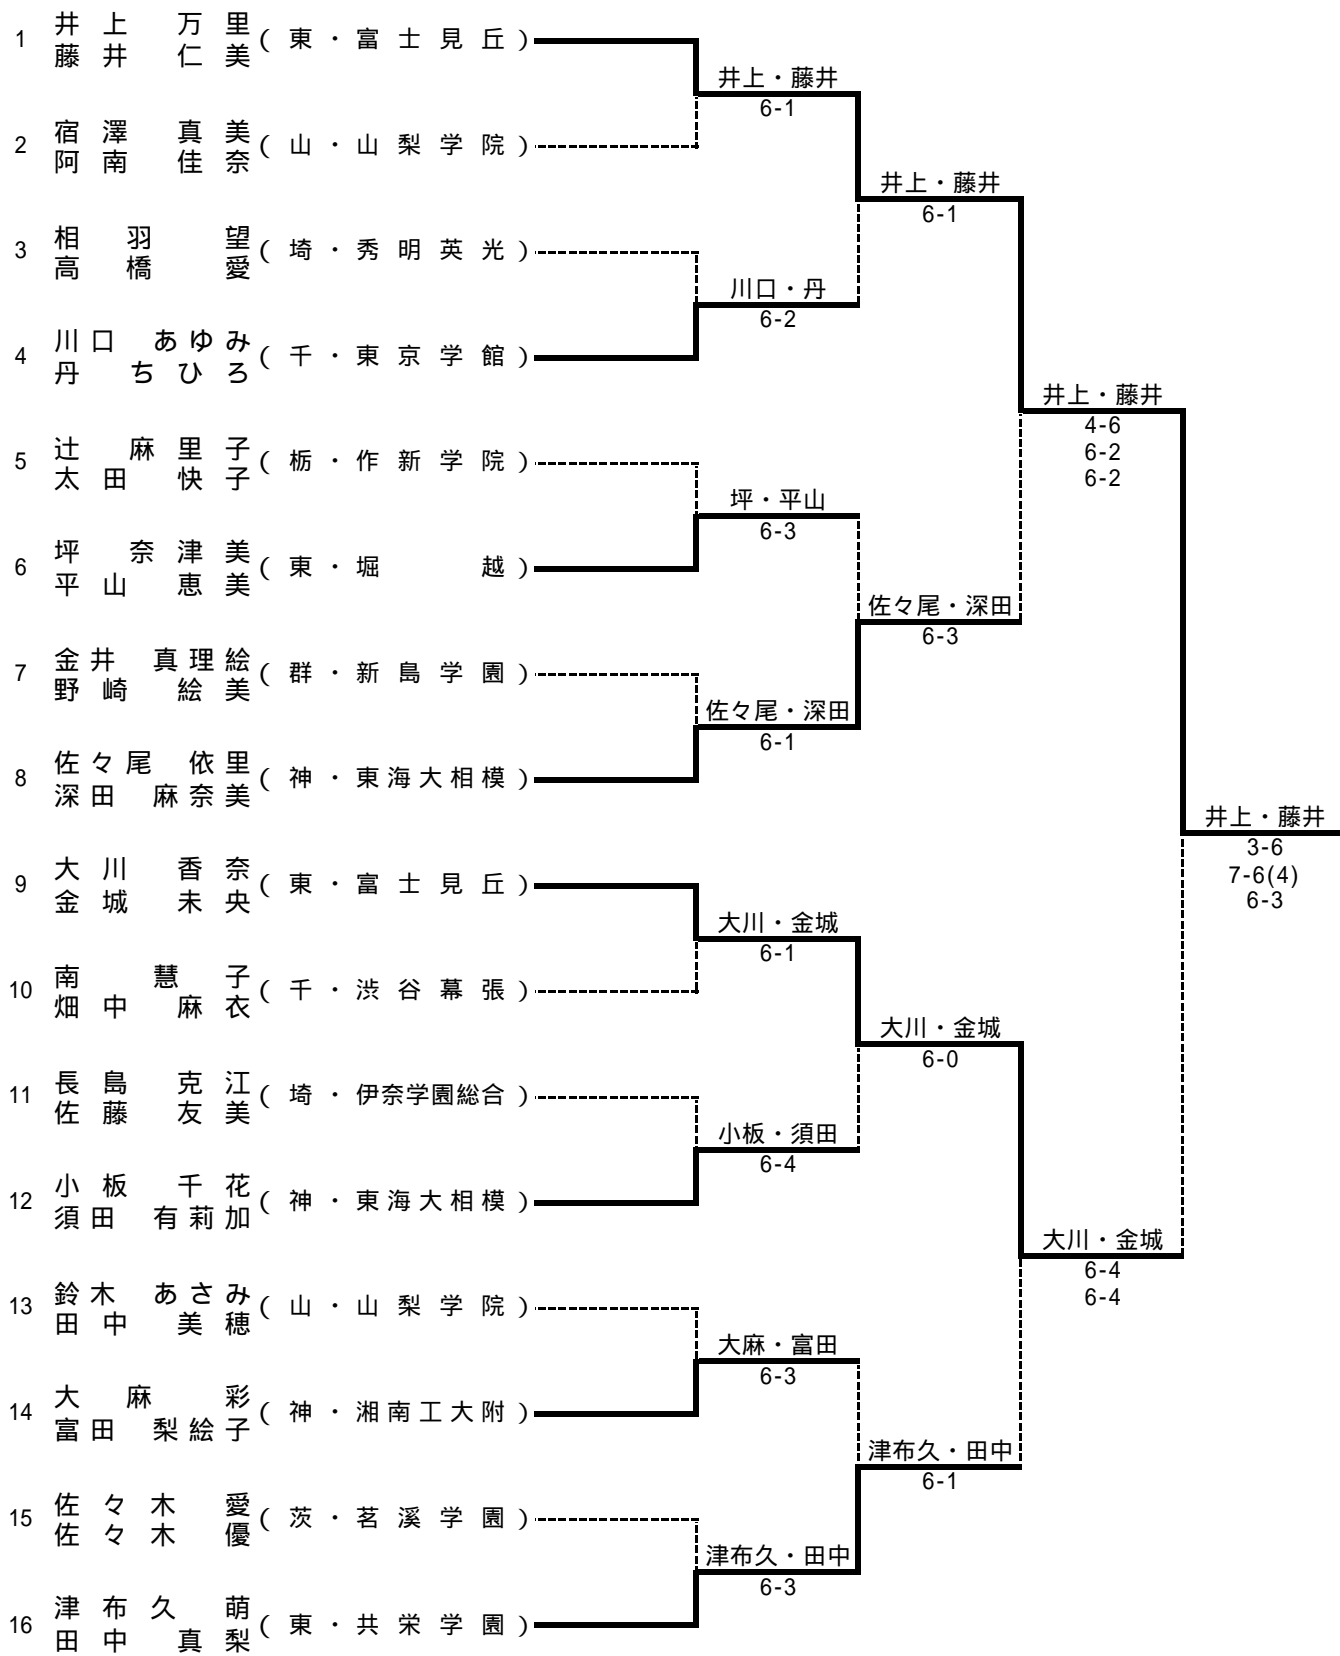 1 井上 万里 (東・富士見丘)
藤井 仁美
井上・藤井
6-1
2 宿澤 真美 (山・山梨学院)
阿南 佳奈
井上・藤井
6-1
3 相羽 望 (埼・秀明英光)
高橋 愛
川口・丹
6-2
4 川口 あゆみ (千・東京学館)
丹 ちひろ
井上・藤井
4-6
6-2
6-2
5 辻 麻里子 (栃・作新学院)
太田 快子
坪・平山
6-3
6 坪 奈津美 (東・堀越)
平山 恵美
佐々尾・深田
6-3
7 金井 真理絵 (群・新島学園)
野崎 絵美
佐々尾・深田
6-1
8 佐々尾 依里 (神・東海大相模)
深田 麻奈美
井上・藤井
3-6
7-6(4)
6-3
9 大川 香奈 (東・富士見丘)
金城 未央
大川・金城
6-1
10 南 慧子 (千・渋谷幕張)
畑中 麻衣
大川・金城
6-0
11 長島 克江 (埼・伊奈学園総合)
佐藤 友美
小板・須田
6-4
12 小板 千花 (神・東海大相模)
須田 有莉加
大川・金城
6-4
6-4
13 鈴木 あさみ (山・山梨学院)
田中 美穂
大麻・富田
6-3
14 大麻 彩 (神・湘南工大附)
富田 梨絵子
津布久・田中
6-1
15 佐々木 愛 (茨・茗溪学園)
佐々木 優
津布久・田中
6-3
16 津布久 萌 (東・共栄学園)
田中 真梨